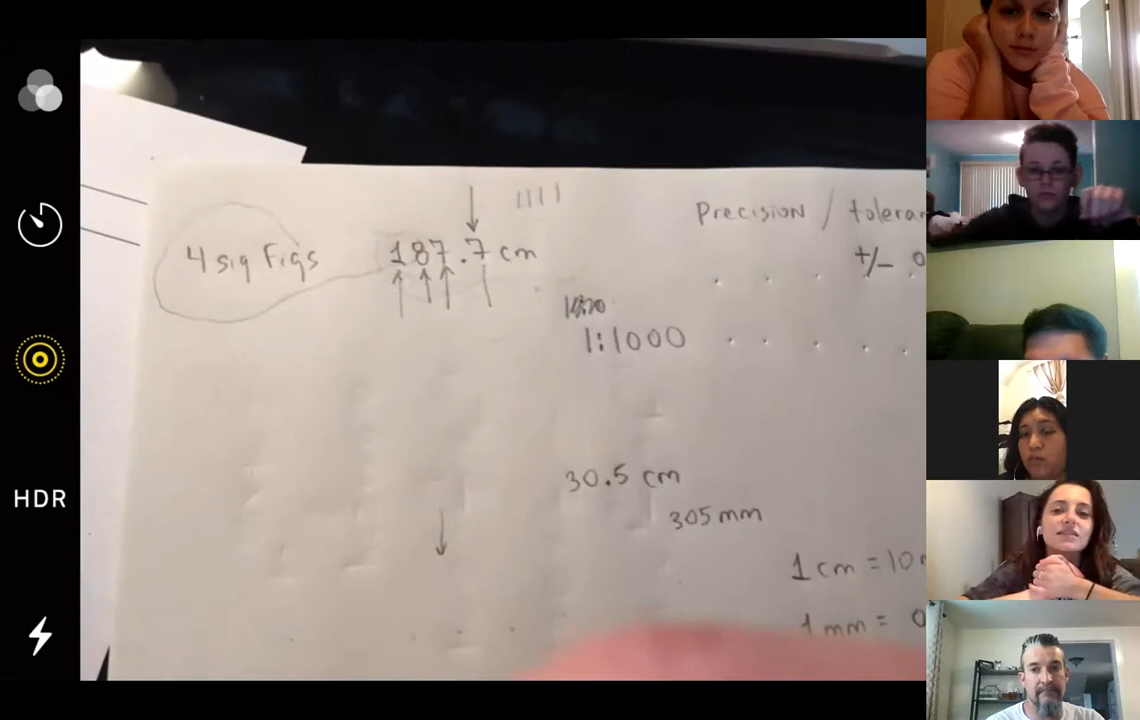 4 sig Figs
187.7 cm
Precision / toleran
+/- 0
1:1000
30.5 cm
305 mm
1 cm = 10
1 mm = 0
HDR